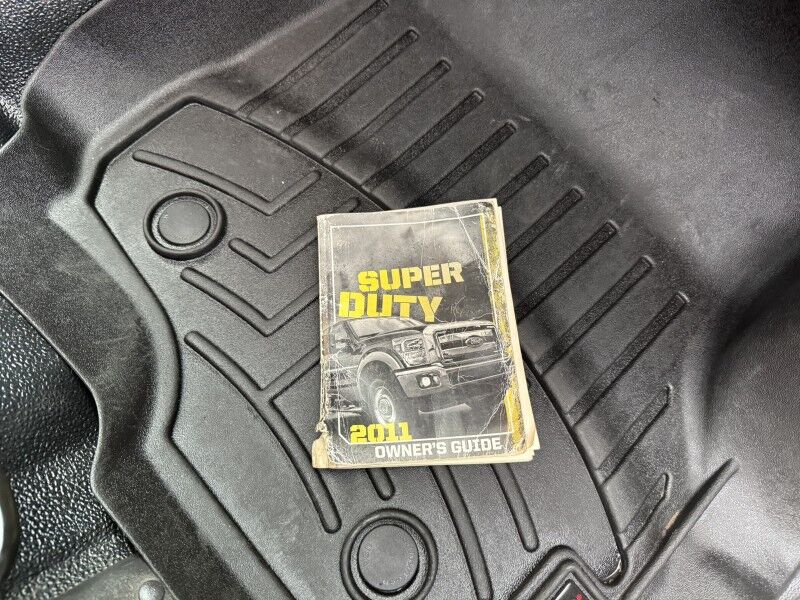 SUPER
DUTY
2011
OWNER'S GUIDE